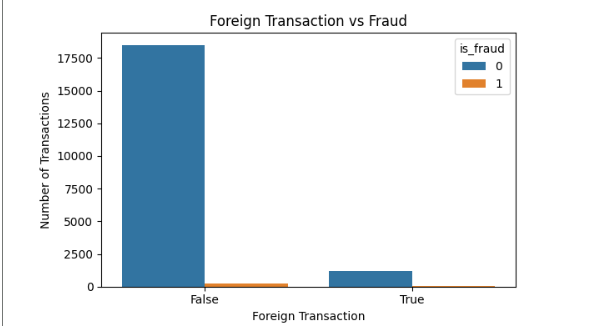 Foreign Transaction vs Fraud
is_fraud
0
1
17500
15000
12500
10000
7500
5000
2500
0
Number of Transactions
False True
Foreign Transaction